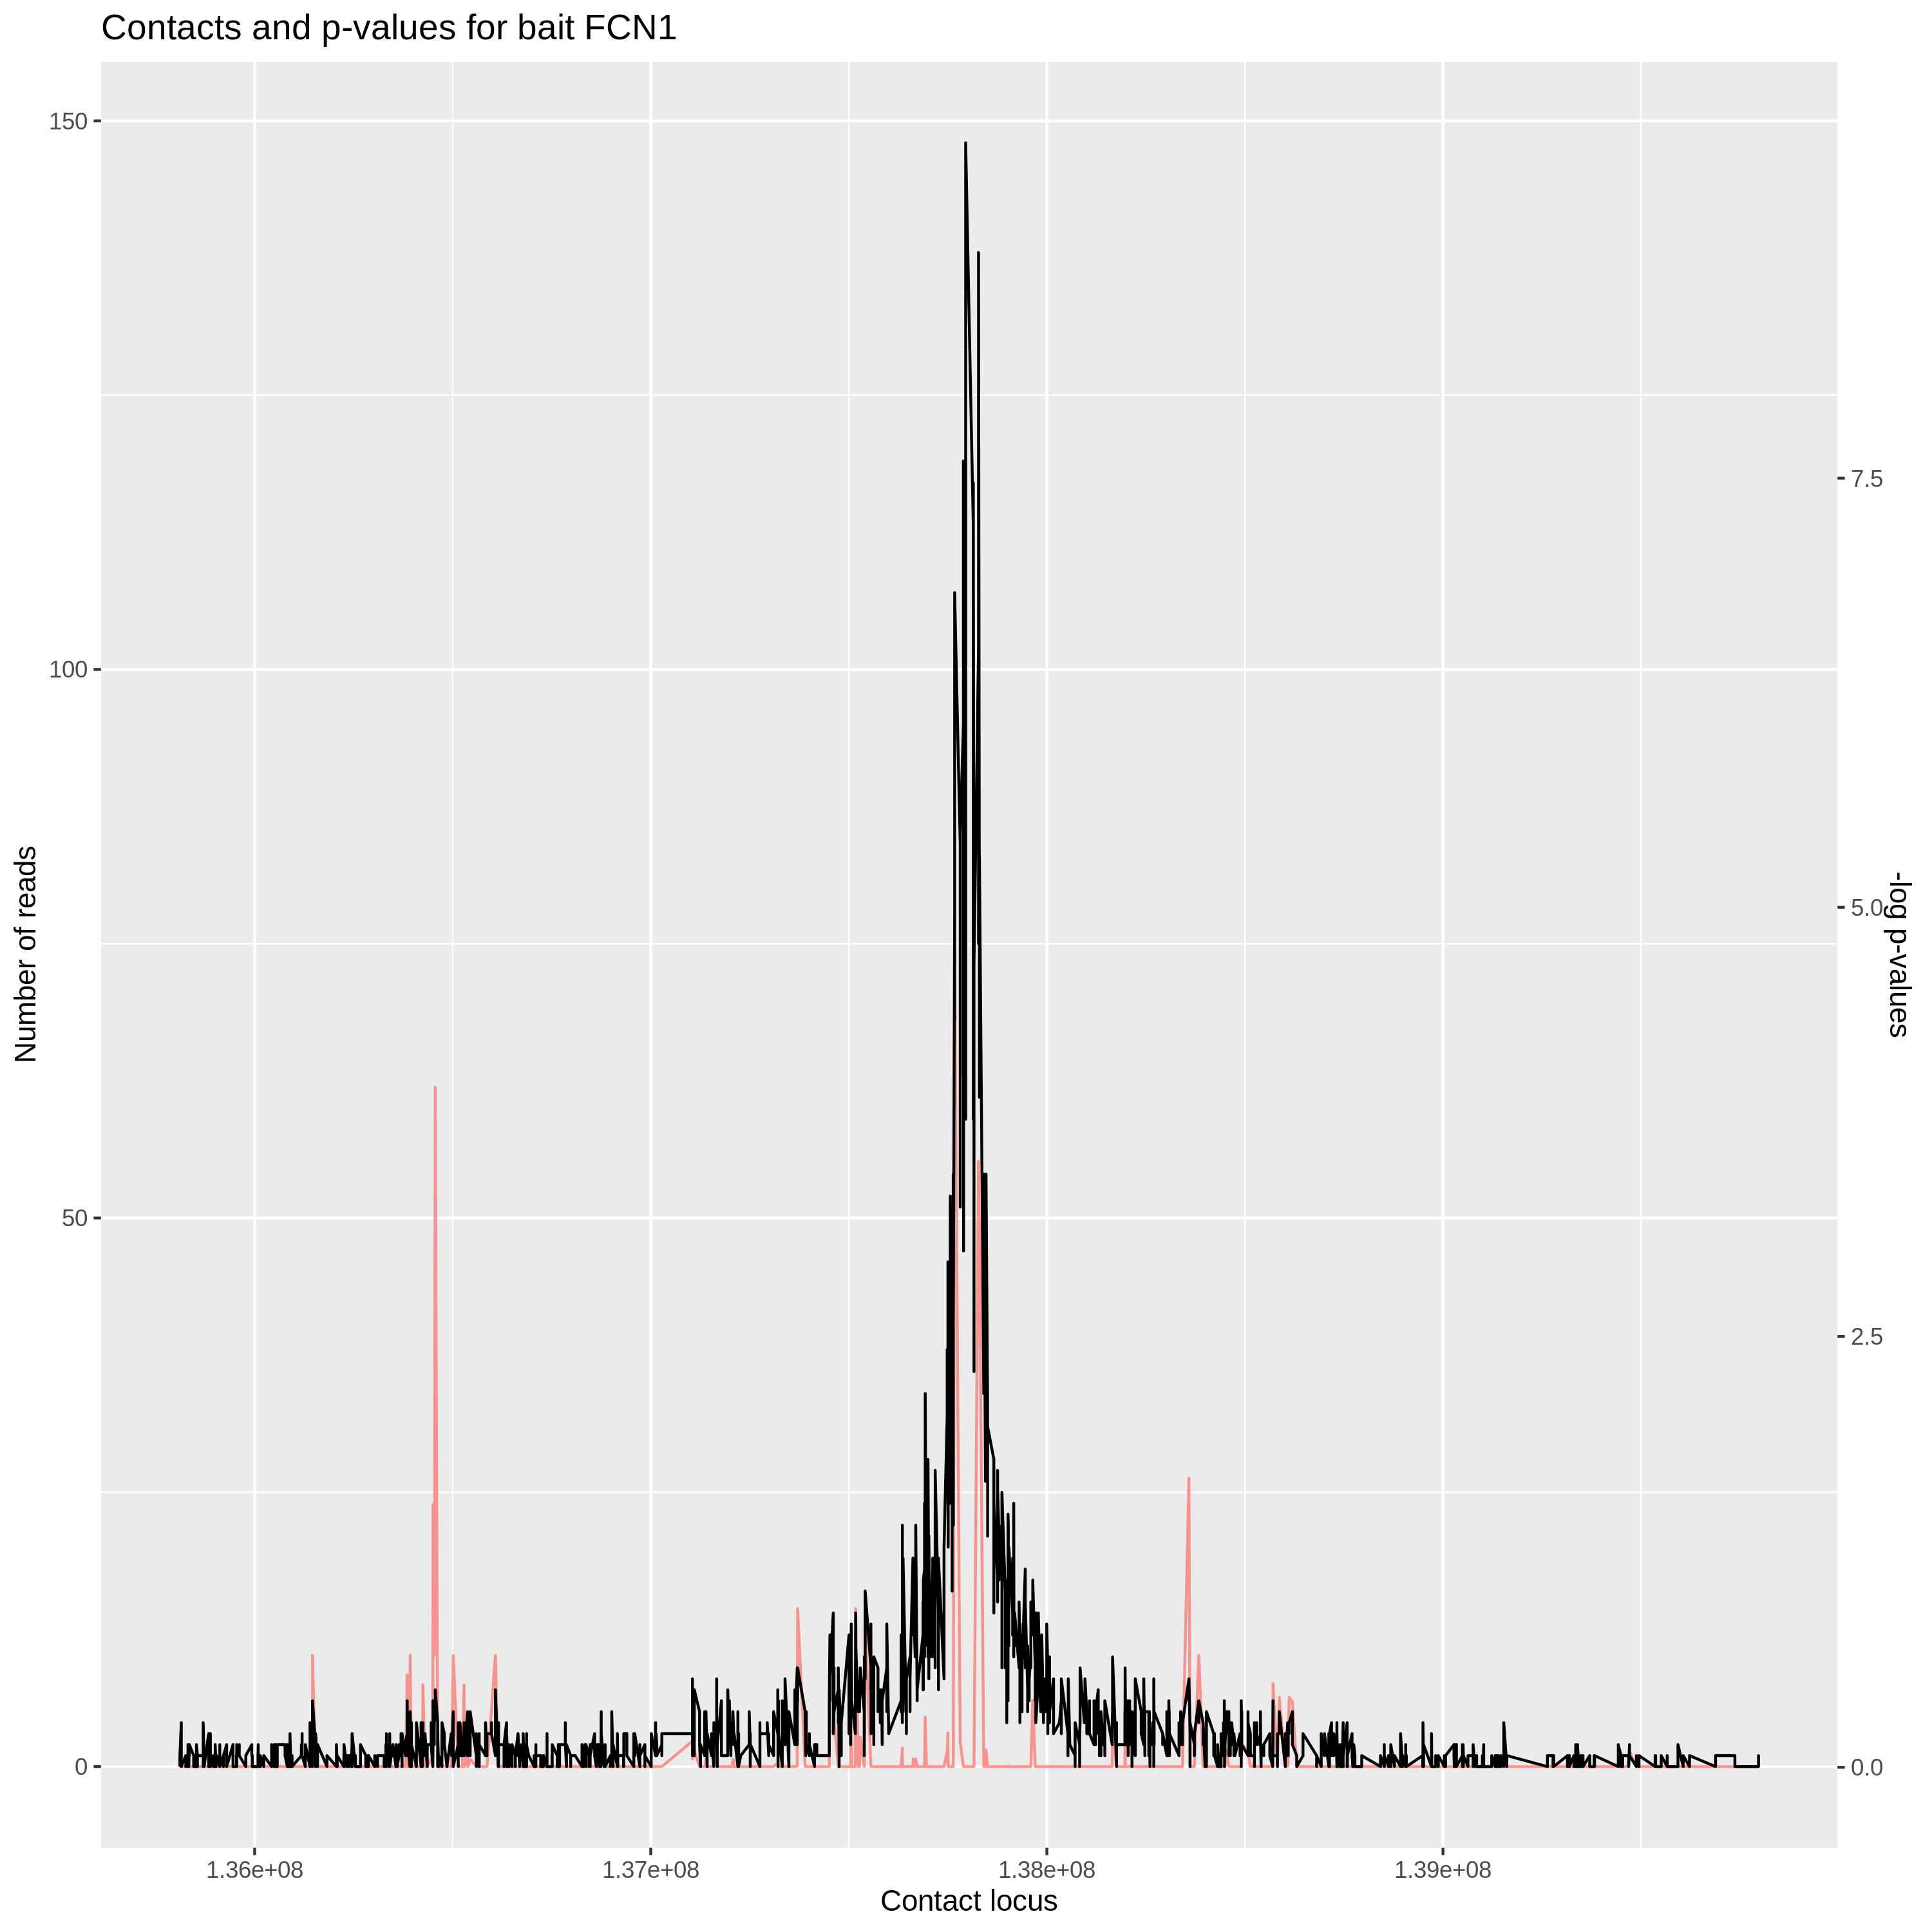 Contacts and p-values for bait FCN1
150
100
50
0
Number of reads
7.5
5.0
2.5
0.0
-log p-values
1.36e+08
1.37e+08
1.38e+08
1.39e+08
Contact locus